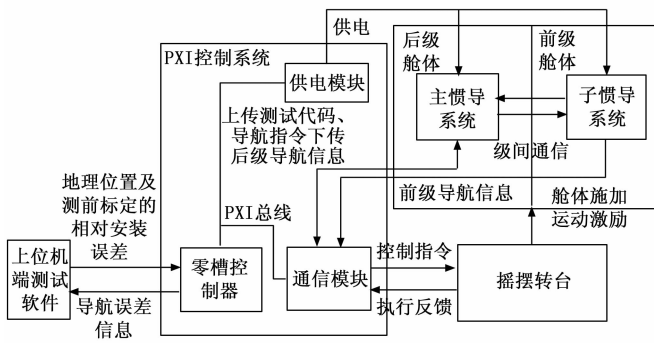 供电
PXI控制系统
供电模块
后级
舱体
前级
舱体
主惯导
系统
子惯导
系统
上传测试代码、
导航指令下传
后级导航信息
级间通信
地理位置及
测前标定的
相对安装
误差
前级导航信息
舱体施加
运动激励
PXI总线
上位机
端测试
软件
零槽控
制器
通信模块
控制指令
摇摆转台
导航误差
信息
执行反馈